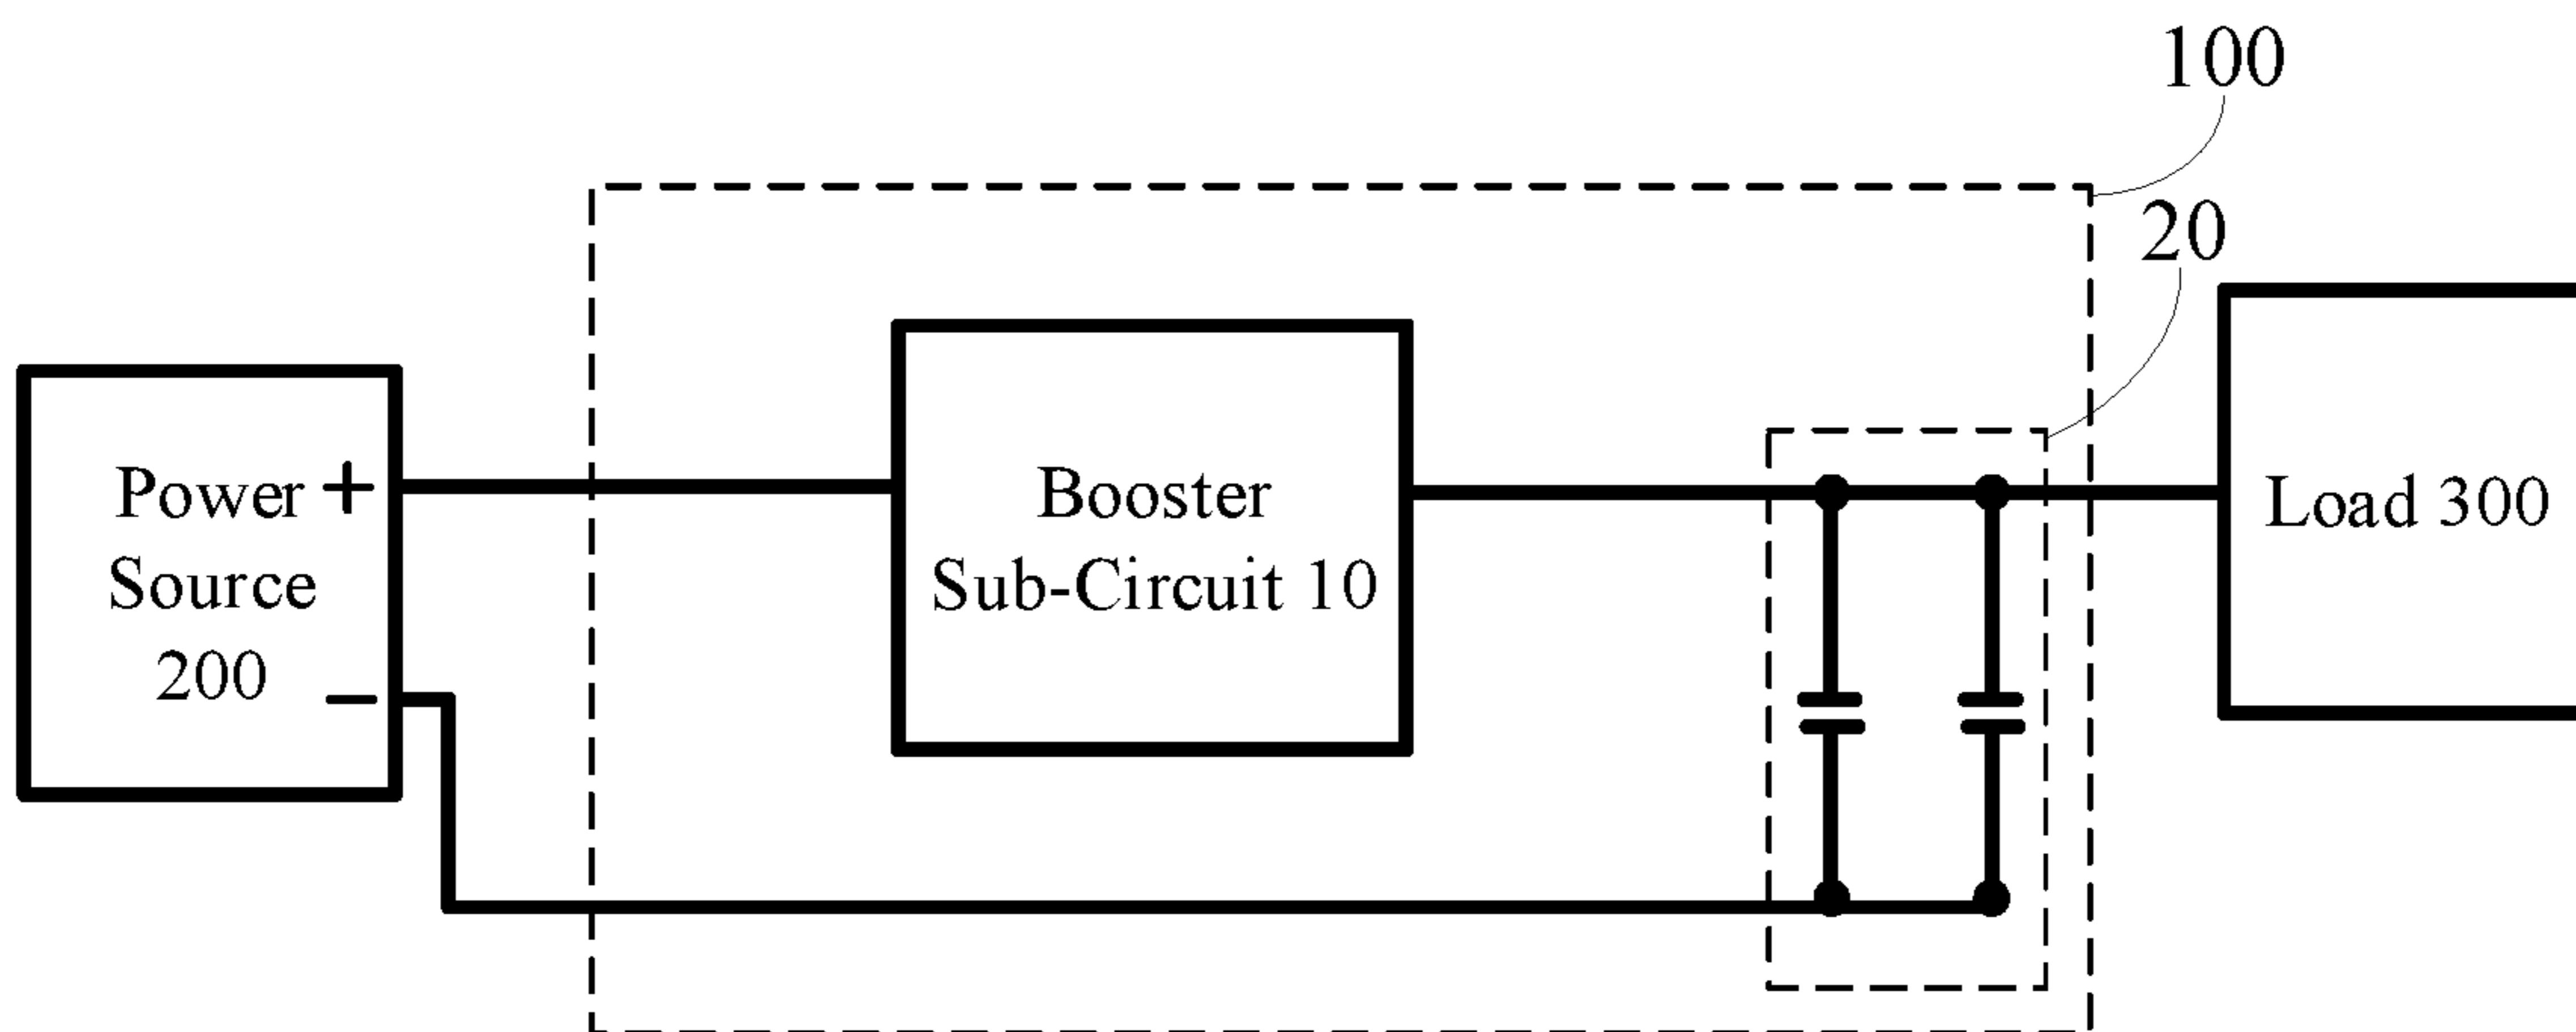 100
20
Power +
Source
200
−
Booster
Sub-Circuit 10
Load 300